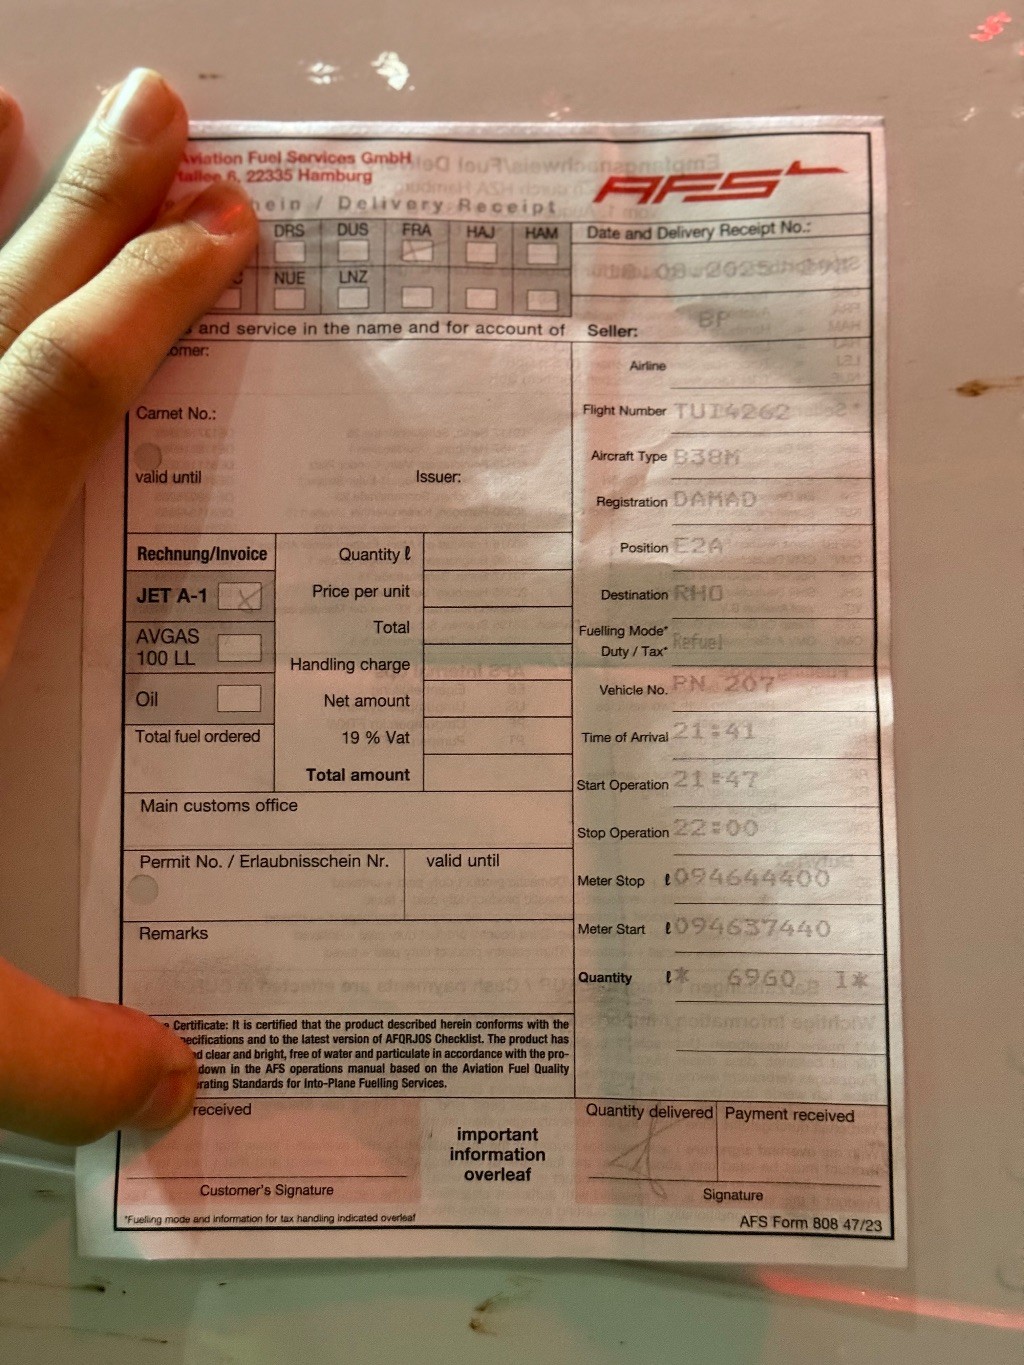 Aviation Fuel Services GmbH
tallee 6, 22335 Hamburg
AFS
hein / Delivery Receipt
DRS DUS FRA HAJ HAM
NUE LNZ
Date and Delivery Receipt No.:
and service in the name and for account of
Seller: BP
omer:
Airline
Carnet No.:
Flight Number TUI4262
valid until Issuer:
Aircraft Type B38M
Registration DAMAD
Position E2A
Destination RHO
Fuelling Mode*
Duty / Tax* Refuel
Vehicle No. PN 207
Time of Arrival 21:41
Start Operation 21:47
Stop Operation 22:00
Meter Stop ℓ 094644400
Meter Start ℓ 094637440
Quantity ℓ * 6960 l*
Rechnung/Invoice
JET A-1
AVGAS
100 LL
Oil
Total fuel ordered
Quantity ℓ
Price per unit
Total
Handling charge
Net amount
19 % Vat
Total amount
Main customs office
Permit No. / Erlaubnisschein Nr. valid until
Remarks
Certificate: It is certified that the product described herein conforms with the
ecifications and to the latest version of AFQRJOS Checklist. The product has
d clear and bright, free of water and particulate in accordance with the pro-
down in the AFS operations manual based on the Aviation Fuel Quality
rating Standards for Into-Plane Fuelling Services.
received
Customer's Signature
important
information
overleaf
Quantity delivered Payment received
Signature
*Fuelling mode and information for tax handling indicated overleaf
AFS Form 808 47/23